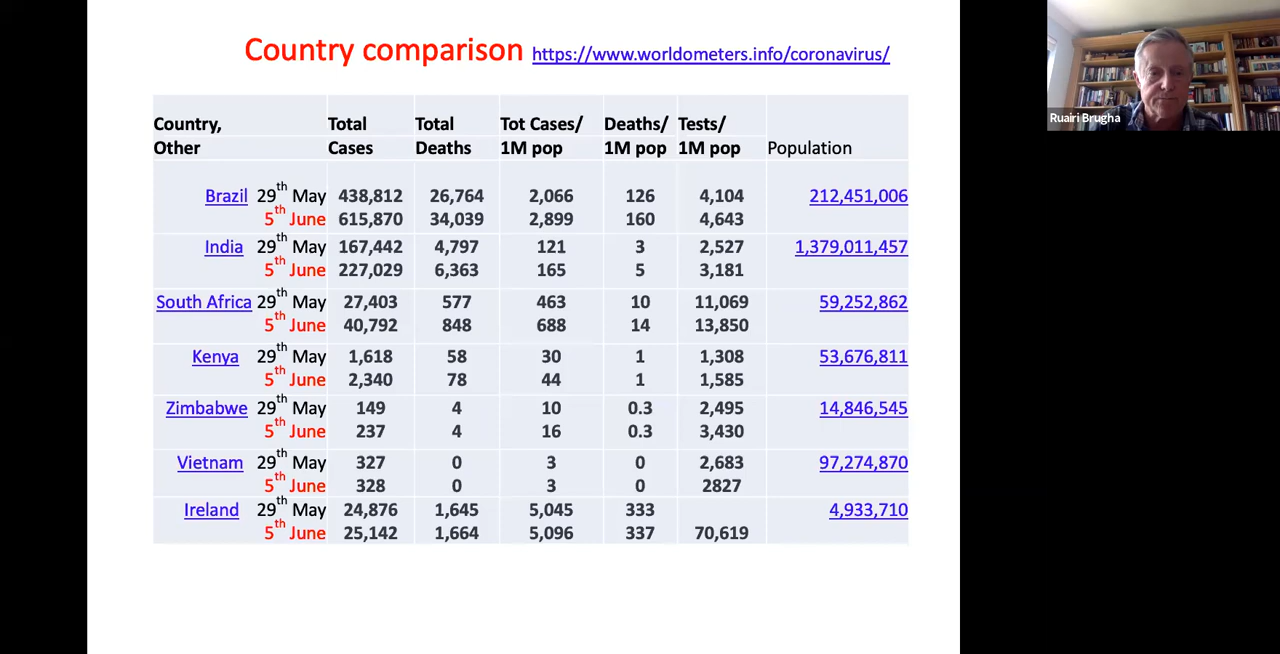 Country comparison https://www.worldometers.info/coronavirus/
Ruairi Brugha
Country, Other Total Cases Total Deaths Tot Cases/ 1M pop Deaths/ 1M pop Tests/ 1M pop Population
Brazil 29th May 438,812 26,764 2,066 126 4,104 212,451,006
5th June 615,870 34,039 2,899 160 4,643
India 29th May 167,442 4,797 121 3 2,527 1,379,011,457
5th June 227,029 6,363 165 5 3,181
South Africa 29th May 27,403 577 463 10 11,069 59,252,862
5th June 40,792 848 688 14 13,850
Kenya 29th May 1,618 58 30 1 1,308 53,676,811
5th June 2,340 78 44 1 1,585
Zimbabwe 29th May 149 4 10 0.3 2,495 14,846,545
5th June 237 4 16 0.3 3,430
Vietnam 29th May 327 0 3 0 2,683 97,274,870
5th June 328 0 3 0 2827
Ireland 29th May 24,876 1,645 5,045 333 4,933,710
5th June 25,142 1,664 5,096 337 70,619